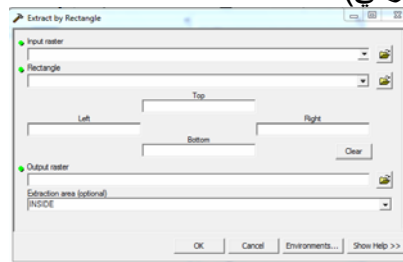 Extract by Rectangle
Input raster
Rectangle
Top
Left
Right
Bottom
Clear
Output raster
Extraction area (optional)
INSIDE
OK
Cancel
Environments...
Show Help >>